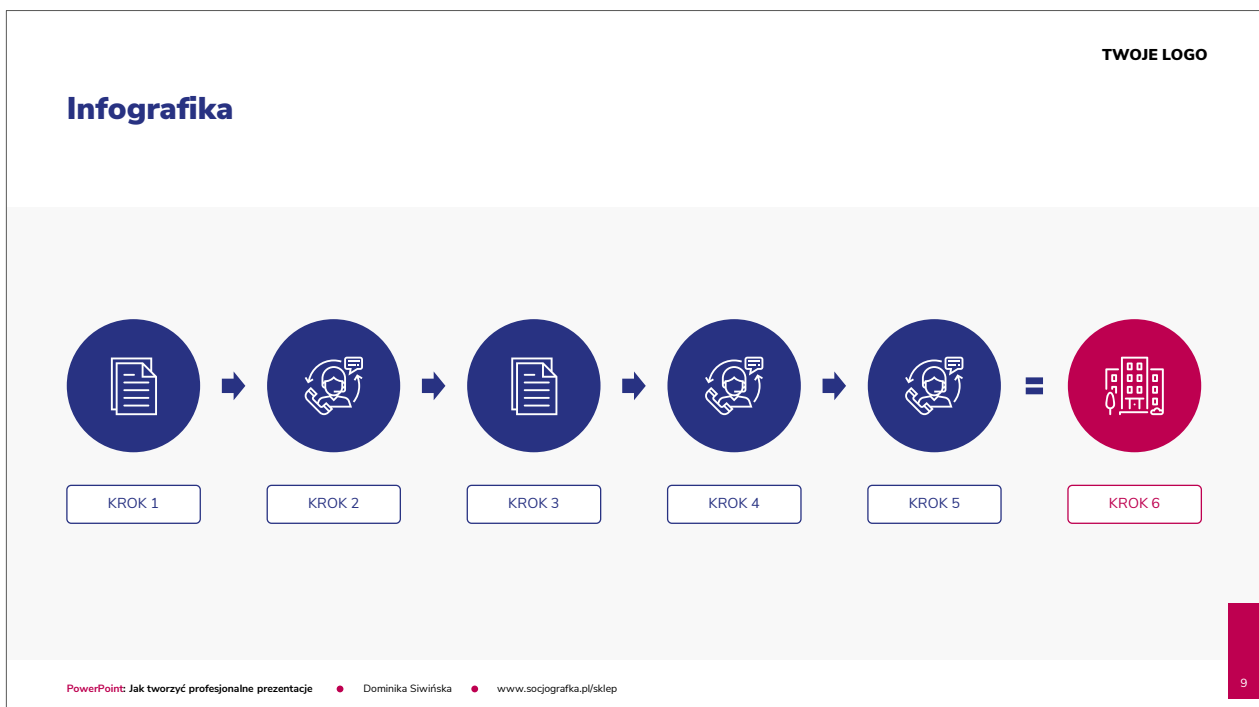 TWOJE LOGO
Infografika
KROK 1
KROK 2
KROK 3
KROK 4
KROK 5
KROK 6
PowerPoint: Jak tworzyć profesjonalne prezentacje
Dominika Siwińska
www.socjografka.pl/sklep
9